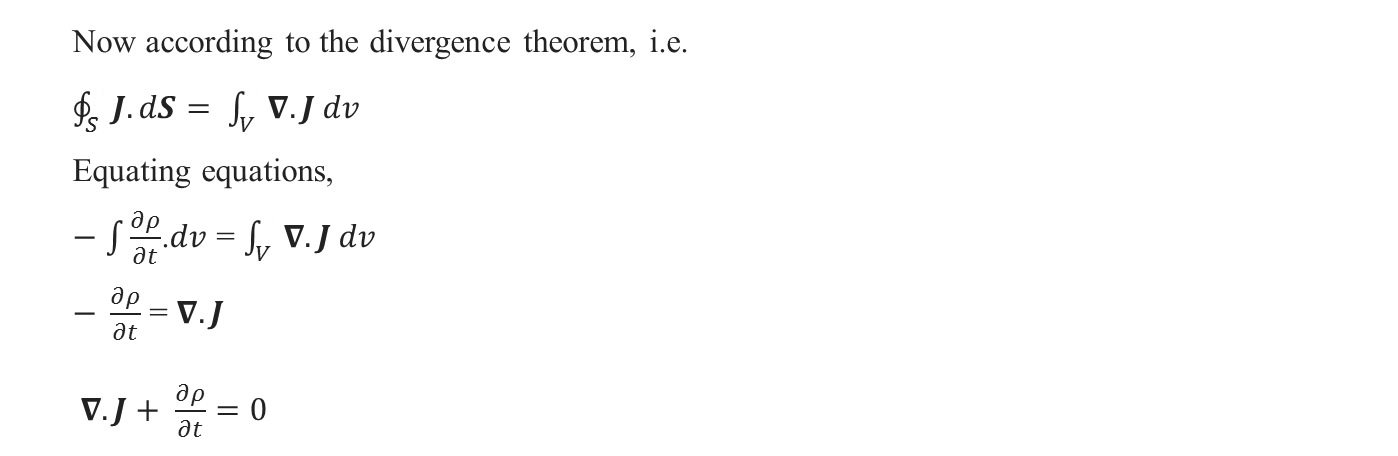 Now according to the divergence theorem, i.e.
∮_S J.dS = ∫_V ∇.J dv
Equating equations,
− ∫ ∂ρ/∂t .dv = ∫_V ∇.J dv
− ∂ρ/∂t = ∇.J
∇.J + ∂ρ/∂t = 0